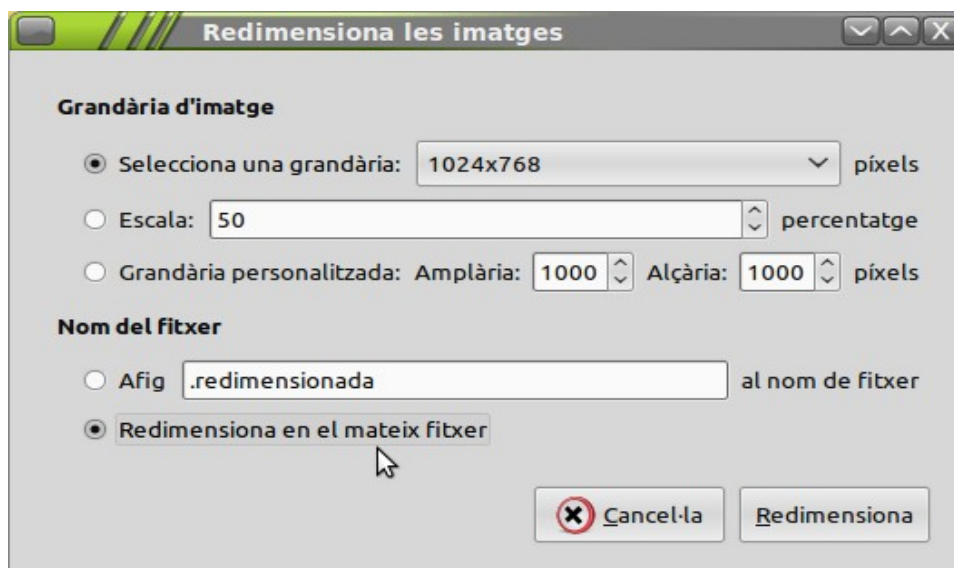 Redimensiona les imatges
Grandària d'imatge
Selecciona una grandària: 1024x768 píxels
Escala: 50 percentatge
Grandària personalitzada: Amplària: 1000 Alçària: 1000 píxels
Nom del fitxer
Afig .redimensionada al nom de fitxer
Redimensiona en el mateix fitxer
Cancel·la Redimensiona